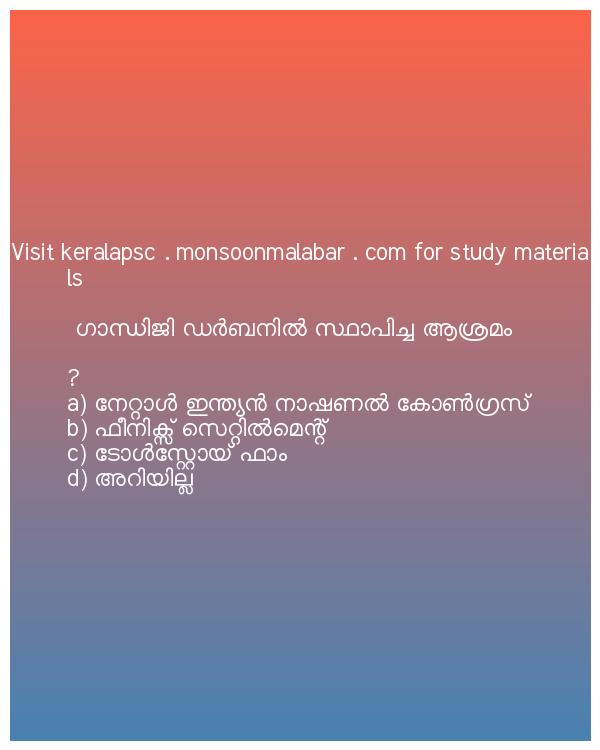 Visit keralapsc . monsoonmalabar . com for study materia
ls
ഗാന്ധിജി ഡർബനിൽ സ്ഥാപിച്ച ആശ്രമം
?
a) നേറ്റാൾ ഇന്ത്യൻ നാഷണൽ കോൺഗ്രസ്
b) ഫീനിക്സ് സെറ്റിൽമെന്റ്
c) ടോൾസ്റ്റോയ് ഫാം
d) അറിയില്ല